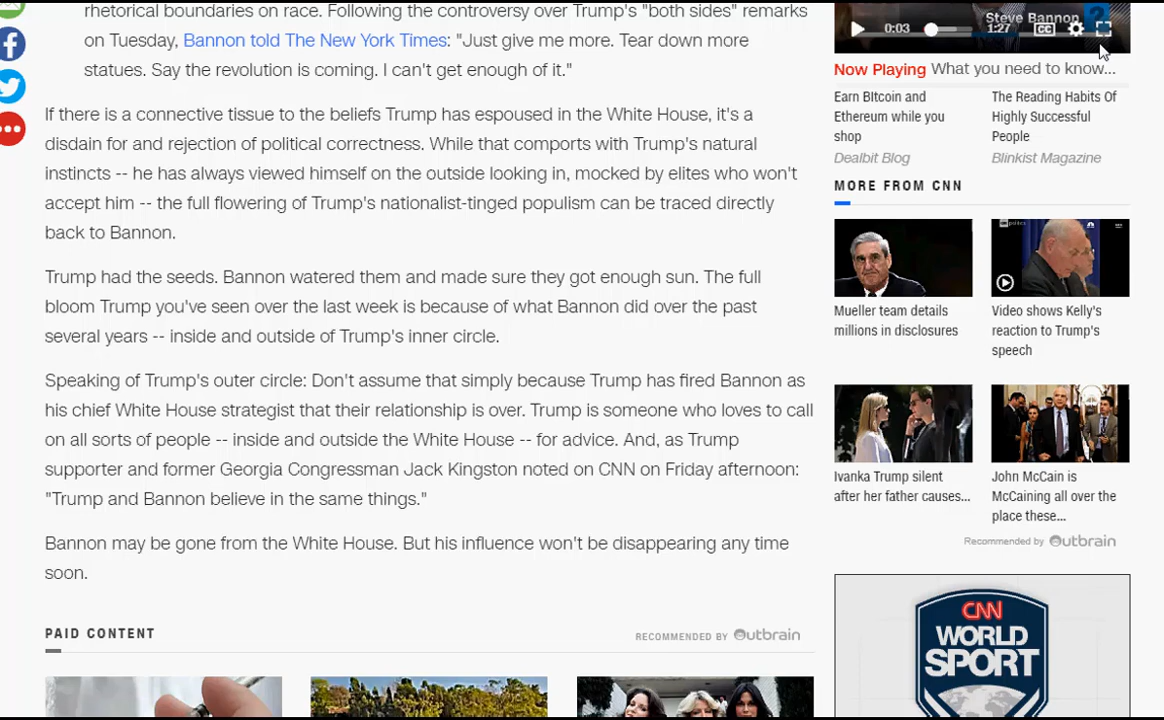 rhetorical boundaries on race. Following the controversy over Trump's "both sides" remarks
on Tuesday, Bannon told The New York Times: "Just give me more. Tear down more
statues. Say the revolution is coming. I can't get enough of it."
If there is a connective tissue to the beliefs Trump has espoused in the White House, it's a
disdain for and rejection of political correctness. While that comports with Trump's natural
instincts -- he has always viewed himself on the outside looking in, mocked by elites who won't
accept him -- the full flowering of Trump's nationalist-tinged populism can be traced directly
back to Bannon.
Trump had the seeds. Bannon watered them and made sure they got enough sun. The full
bloom Trump you've seen over the last week is because of what Bannon did over the past
several years -- inside and outside of Trump's inner circle.
Speaking of Trump's outer circle: Don't assume that simply because Trump has fired Bannon as
his chief White House strategist that their relationship is over. Trump is someone who loves to call
on all sorts of people -- inside and outside the White House -- for advice. And, as Trump
supporter and former Georgia Congressman Jack Kingston noted on CNN on Friday afternoon:
"Trump and Bannon believe in the same things."
Bannon may be gone from the White House. But his influence won't be disappearing any time
soon.
PAID CONTENT
RECOMMENDED BY Outbrain
Steve Bannon
0:03
1:27
CC
Now Playing What you need to know...
Earn BItcoin and
Ethereum while you
shop
Dealbit Blog
The Reading Habits Of
Highly Successful
People
Blinkist Magazine
MORE FROM CNN
Mueller team details
millions in disclosures
politics
Video shows Kelly's
reaction to Trump's
speech
Ivanka Trump silent
after her father causes...
John McCain is
McCaining all over the
place these...
Recommended by Outbrain
CNN
WORLD
SPORT